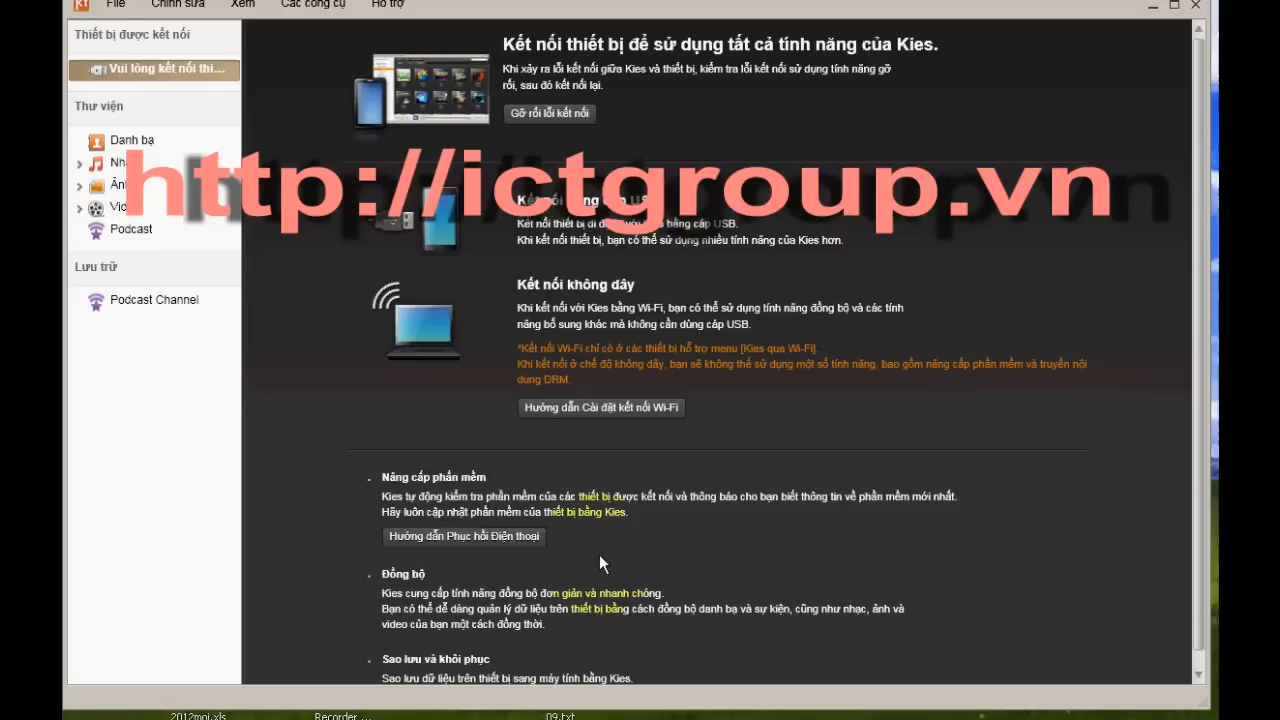 File Chỉnh sửa Xem Các công cụ Hỗ trợ
Thiết bị được kết nối
Vui lòng kết nối thi...
Thư viện
Danh bạ
Podcast
Lưu trữ
Podcast Channel
Kết nối thiết bị để sử dụng tất cả tính năng của Kies.
Khi xảy ra lỗi kết nối giữa Kies và thiết bị, kiểm tra lỗi kết nối sử dụng tính năng gỡ
rối, sau đó kết nối lại.
Gỡ rối lỗi kết nối
http://ictgroup.vn
bằng cáp USB.
Khi kết nối thiết bị, bạn có thể sử dụng nhiều tính năng của Kies hơn.
Kết nối không dây
Khi kết nối với Kies bằng Wi-Fi, bạn có thể sử dụng tính năng đồng bộ và các tính
năng bổ sung khác mà không cần dùng cáp USB.
*Kết nối Wi-Fi chỉ có ở các thiết bị hỗ trợ menu [Kies qua Wi-Fi].
Khi kết nối ở chế độ không dây, bạn sẽ không thể sử dụng một số tính năng, bao gồm nâng cấp phần mềm và truyền nội
dung DRM.
Hướng dẫn Cài đặt kết nối Wi-Fi
Nâng cấp phần mềm
Kies tự động kiểm tra phần mềm của các thiết bị được kết nối và thông báo cho bạn biết thông tin về phần mềm mới nhất.
Hãy luôn cập nhật phần mềm của thiết bị bằng Kies.
Hướng dẫn Phục hồi Điện thoại
Đồng bộ
Kies cung cấp tính năng đồng bộ đơn giản và nhanh chóng.
Bạn có thể dễ dàng quản lý dữ liệu trên thiết bị bằng cách đồng bộ danh bạ và sự kiện, cũng như nhạc, ảnh và
video của bạn một cách đồng thời.
Sao lưu và khôi phục
Sao lưu dữ liệu trên thiết bị sang máy tính bằng Kies.
2012moi.xls Recorder ... 09.txt